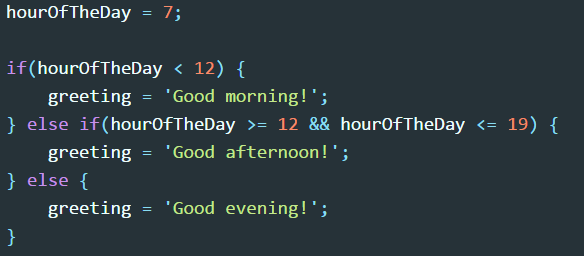 hourOfTheDay = 7;

if(hourOfTheDay < 12) {
    greeting = 'Good morning!';
} else if(hourOfTheDay >= 12 && hourOfTheDay <= 19) {
    greeting = 'Good afternoon!';
} else {
    greeting = 'Good evening!';
}